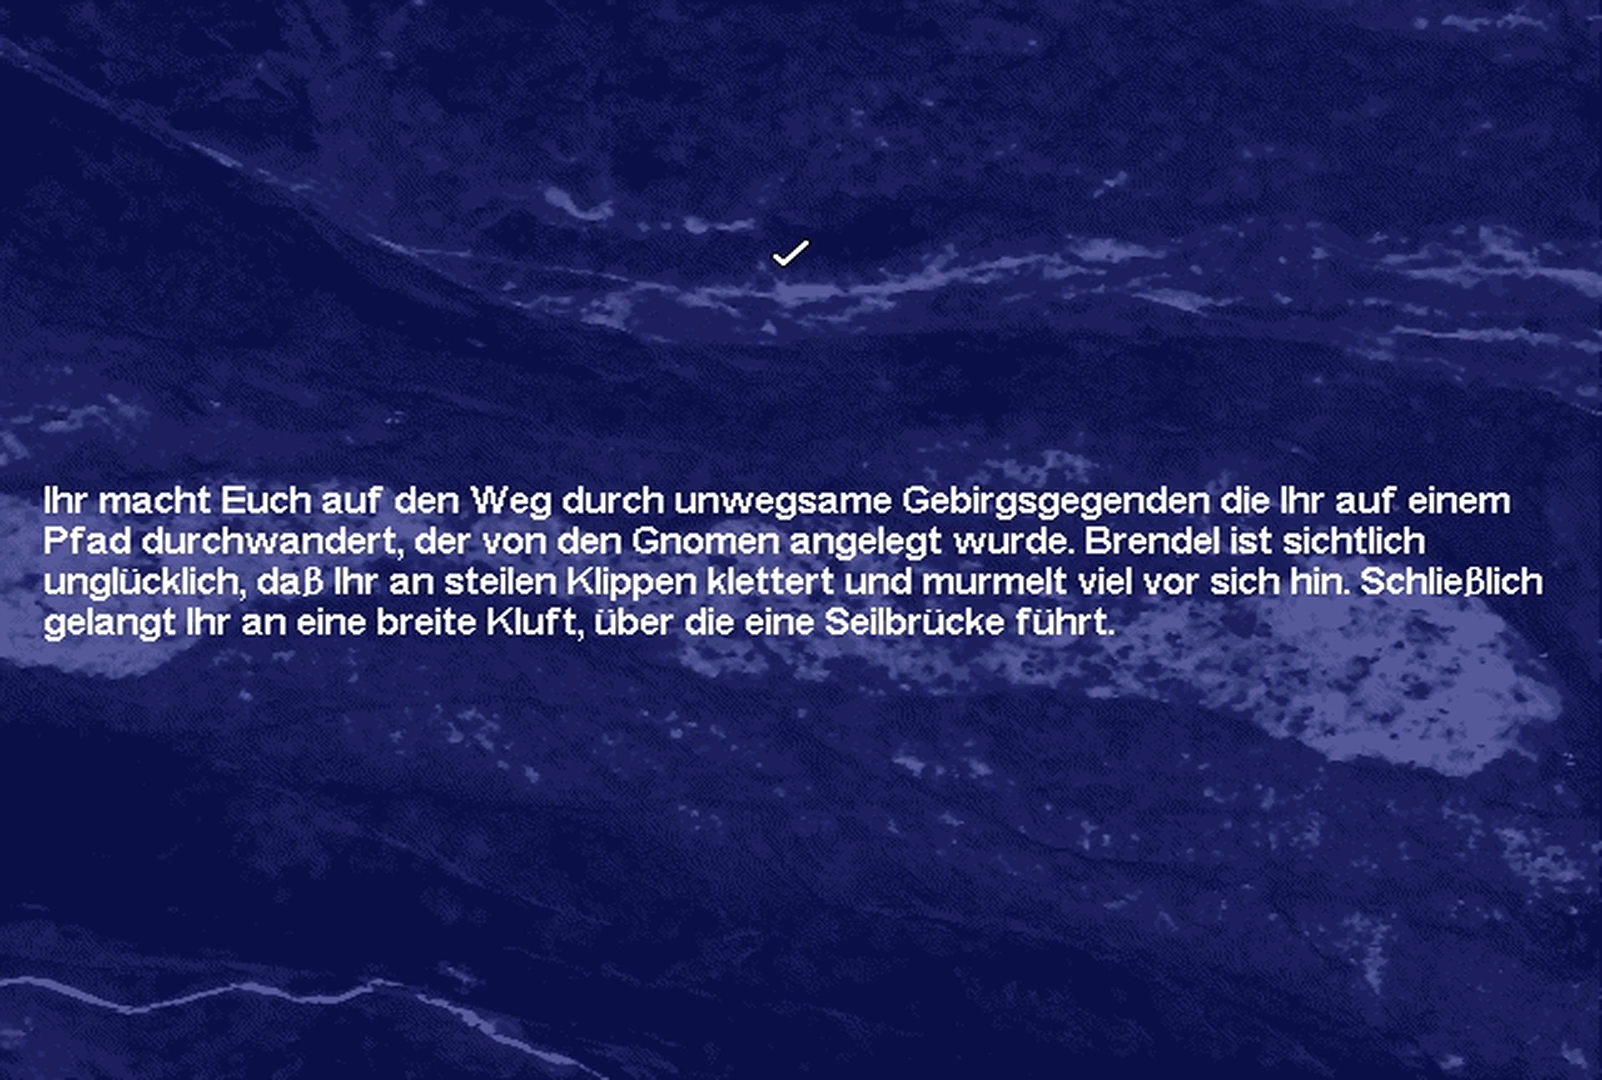 Ihr macht Euch auf den Weg durch unwegsame Gebirgsgegenden die Ihr auf einem
Pfad durchwandert, der von den Gnomen angelegt wurde. Brendel ist sichtlich
unglücklich, daß Ihr an steilen Klippen klettert und murmelt viel vor sich hin. Schließlich
gelangt Ihr an eine breite Kluft, über die eine Seilbrücke führt.